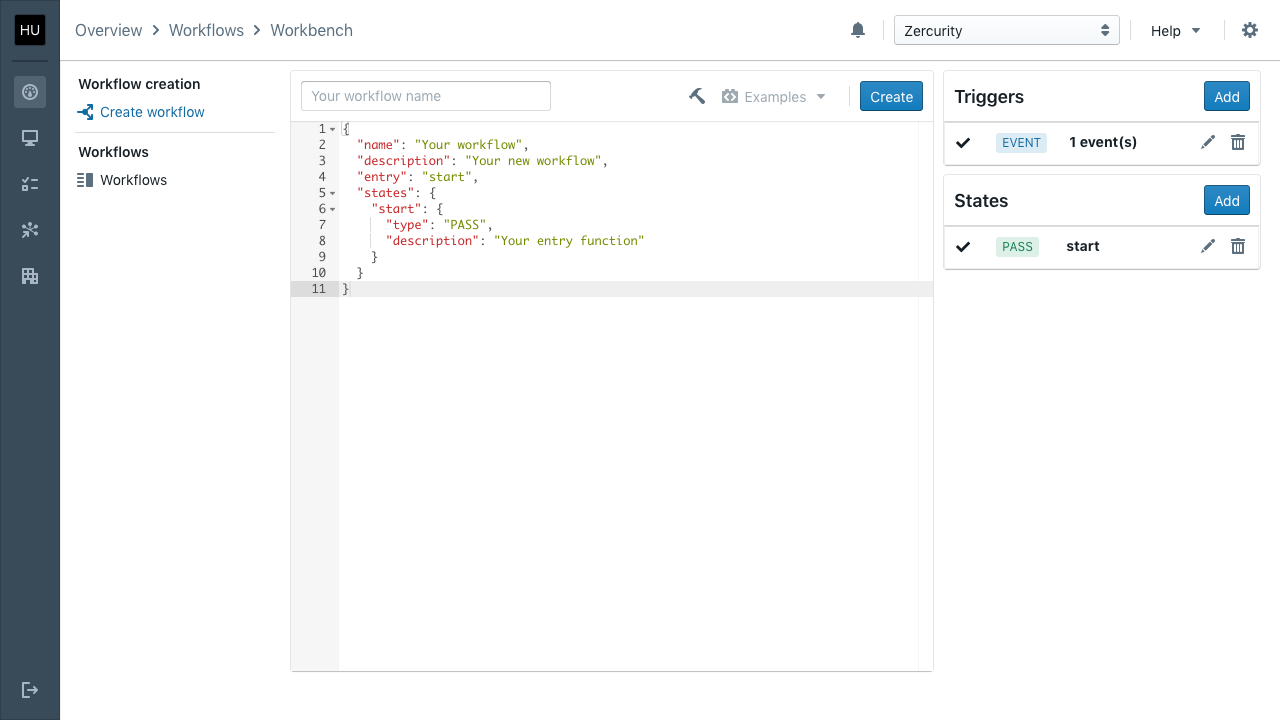 HU
Overview > Workflows > Workbench
Zercurity
Help
Workflow creation
Create workflow
Workflows
Workflows
Your workflow name
Examples
Create
1 {
2   "name": "Your workflow",
3   "description": "Your new workflow",
4   "entry": "start",
5   "states": {
6     "start": {
7       "type": "PASS",
8       "description": "Your entry function"
9     }
10   }
11 }
Triggers
Add
EVENT 1 event(s)
States
Add
PASS start